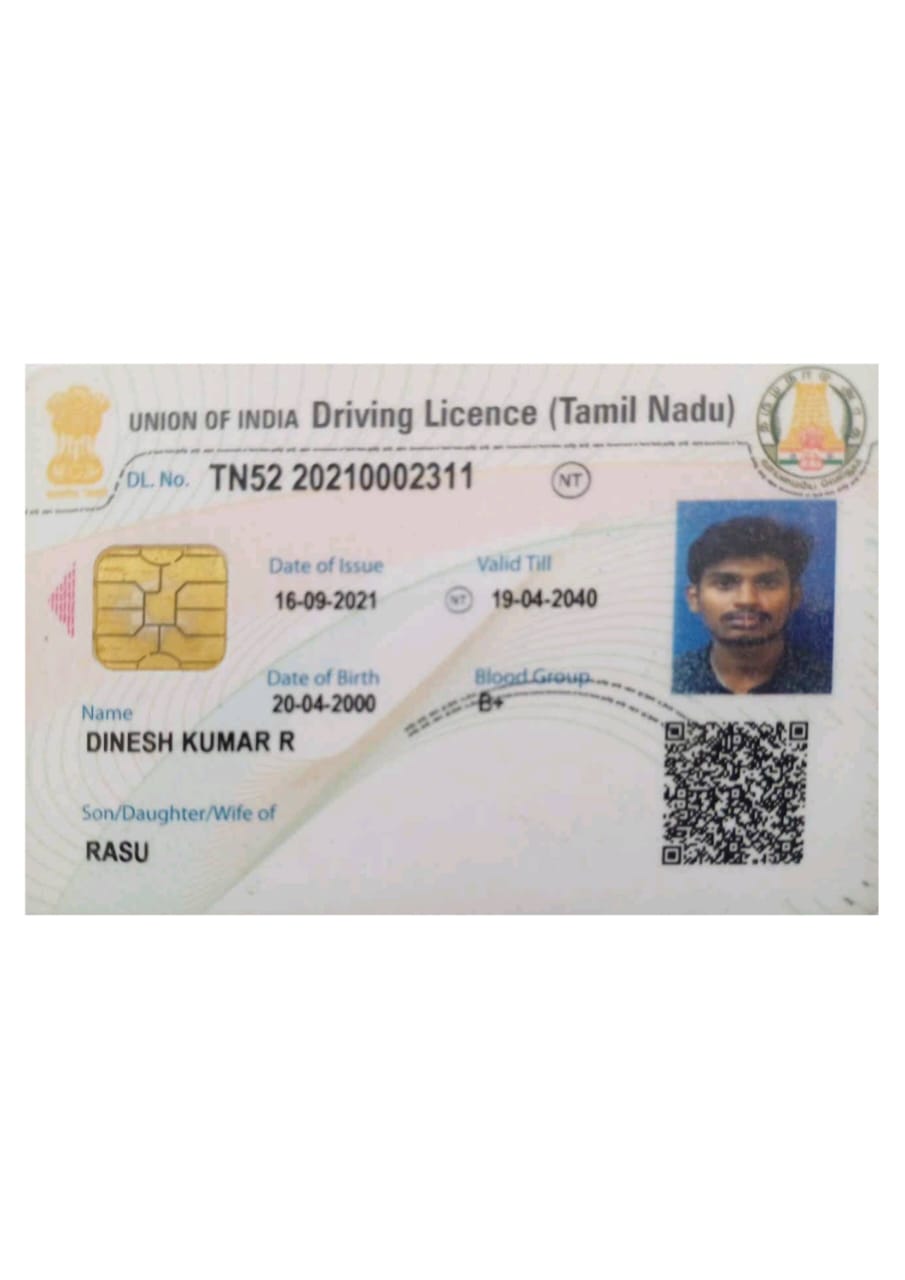 UNION OF INDIA Driving Licence (Tamil Nadu)
DL. No. TN52 20210002311 NT
Date of Issue Valid Till
16-09-2021 NT 19-04-2040
Date of Birth Blood Group
20-04-2000 B+
Name
DINESH KUMAR R
Son/Daughter/Wife of
RASU